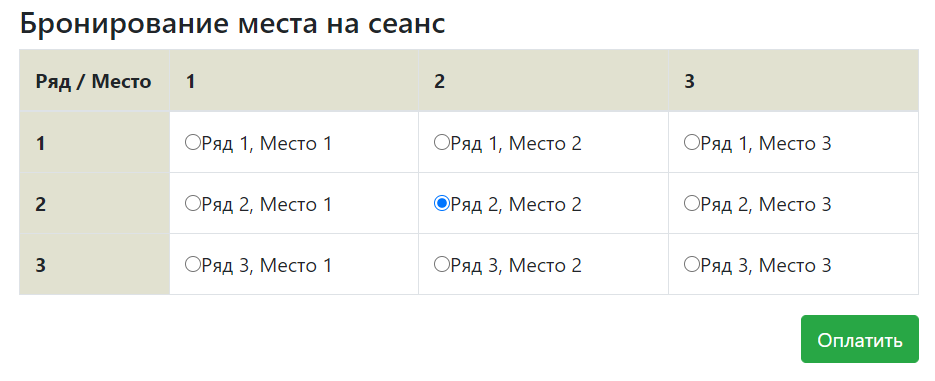 Бронирование места на сеанс
Ряд / Место 1 2 3
1 Ряд 1, Место 1 Ряд 1, Место 2 Ряд 1, Место 3
2 Ряд 2, Место 1 Ряд 2, Место 2 Ряд 2, Место 3
3 Ряд 3, Место 1 Ряд 3, Место 2 Ряд 3, Место 3
Оплатить